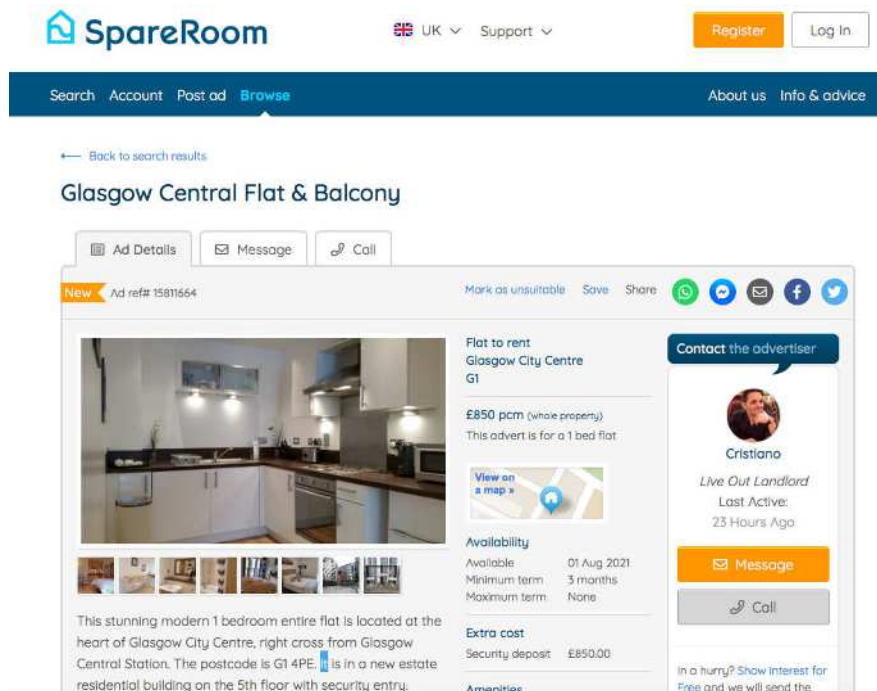 SpareRoom
UK Support
Register Log In
Search Account Post ad Browse
About us Info & advice
Back to search results
Glasgow Central Flat & Balcony
Ad Details Message Call
New Ad ref# 15811664
Mark as unsuitable Save Share
Flat to rent
Glasgow City Centre
G1
£850 pcm (whole property)
This advert is for a 1 bed flat
View on
a map »
Availability
Available 01 Aug 2021
Minimum term 3 months
Maximum term None
Extra cost
Security deposit £850.00
Amenities
Contact the advertiser
Cristiano
Live Out Landlord
Last Active:
23 Hours Ago
Message
Call
In a hurry? Show Interest for
Free and we will send the
This stunning modern 1 bedroom entire flat is located at the
heart of Glasgow City Centre, right cross from Glasgow
Central Station. The postcode is G1 4PE. It is in a new estate
residential building on the 5th floor with security entry.